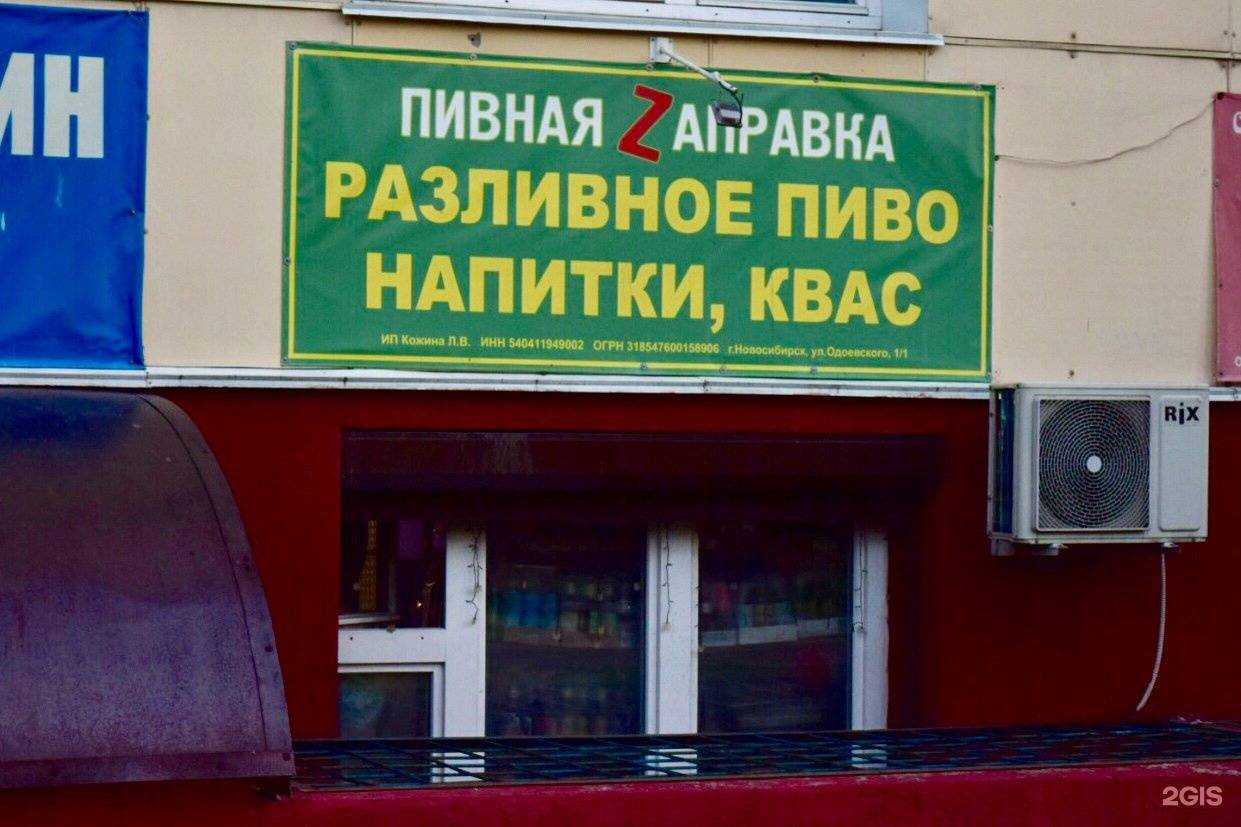 ИН
ПИВНАЯ ZАПРАВКА
РАЗЛИВНОЕ ПИВО
НАПИТКИ, КВАС
ИП Кожина Л.В. ИНН 540411949002 ОГРН 318547600158906 г.Новосибирск, ул.Одоевского, 1/1
RiX
2GIS